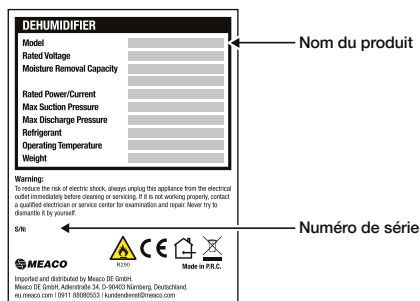 DEHUMIDIFIER
Model
Nom du produit
Rated Voltage
Moisture Removal Capacity
Rated Power/Current
Max Suction Pressure
Max Discharge Pressure
Refrigerant
Operating Temperature
Weight
Warning:
To reduce the risk of electric shock, always unplug this appliance from the electrical
outlet immediately before cleaning or servicing. If it is not working properly, contact
a qualified electrician or service center for examination and repair. Never try to
dismantle it by yourself.
S/N:
Numéro de série
R290
CE
MEACO
Made in P.R.C.
Imported and distributed by Meaco DE GmbH.
Meaco DE GmbH, Adlerstraße 34, D-90403 Nürnberg, Deutschland.
eu.meaco.com | 0911 88080553 | kundendienst@meaco.com